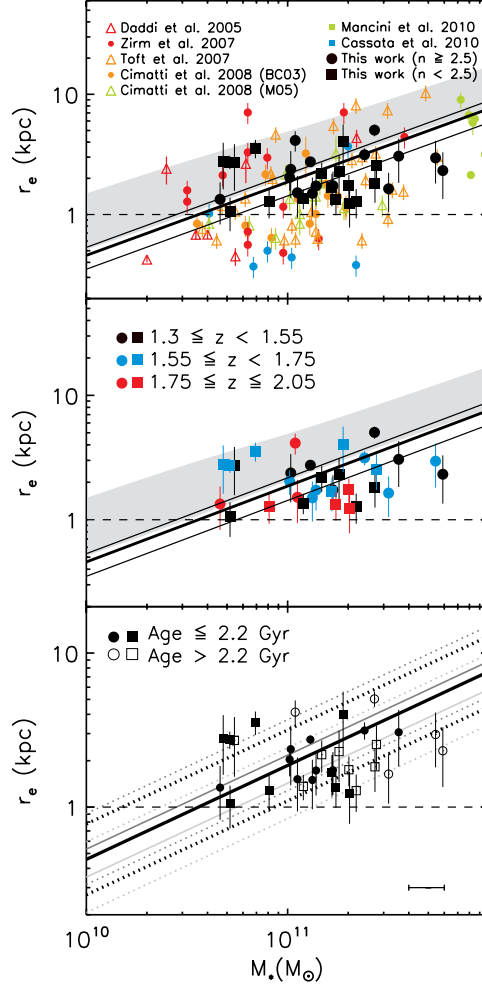 Daddi et al. 2005
Zirm et al. 2007
Toft et al. 2007
Cimatti et al. 2008 (BC03)
Cimatti et al. 2008 (M05)
Mancini et al. 2010
Cassata et al. 2010
This work (n ≥ 2.5)
This work (n < 2.5)
10
1
r_e (kpc)
1.3 ≦ z < 1.55
1.55 ≦ z < 1.75
1.75 ≦ z ≦ 2.05
10
1
r_e (kpc)
Age ≦ 2.2 Gyr
Age > 2.2 Gyr
10
1
r_e (kpc)
10^10
10^11
M_*(M_⊙)